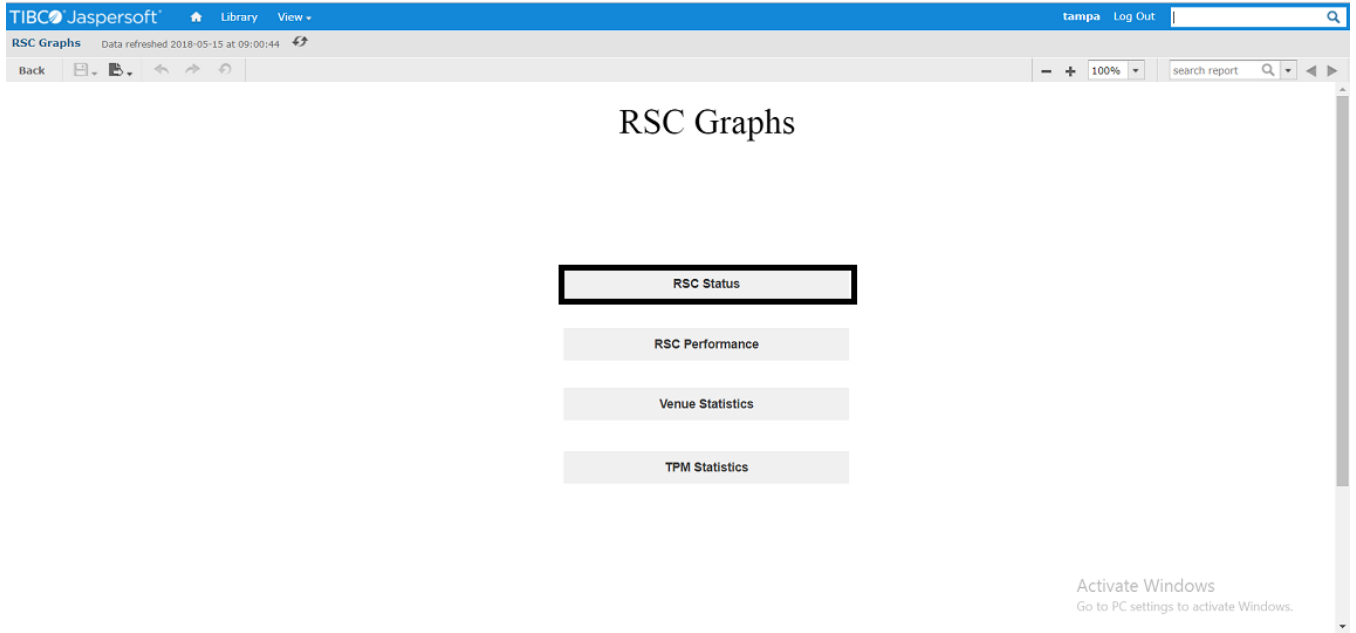 TIBCO Jaspersoft Library View tampa Log Out
RSC Graphs Data refreshed 2018-05-15 at 09:00:44
Back 100% search report
RSC Graphs
RSC Status
RSC Performance
Venue Statistics
TPM Statistics
Activate Windows
Go to PC settings to activate Windows.